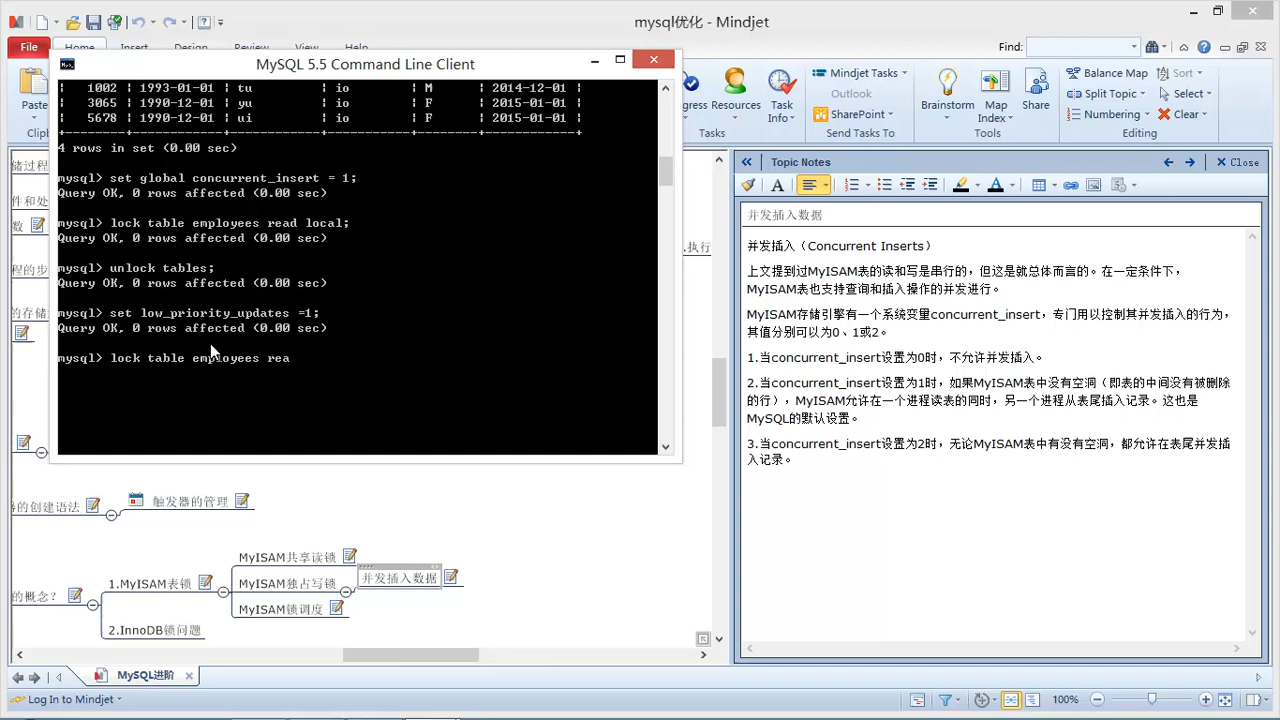 mysql优化 - Mindjet
File
Home
Insert
Design
Review
View
Help
Find:
MySQL 5.5 Command Line Client
Paste
Clipb
gress
Resources
Task Info
Tasks
Mindjet Tasks
Outlook
SharePoint
Send Tasks To
Brainstorm
Map Index
Share
Tools
Balance Map
Split Topic
Numbering
Sort
Select
Clear
Editing
| 1002 | 1993-01-01 | tu | io | M | 2014-12-01 |
| 3065 | 1990-12-01 | yu | io | F | 2015-01-01 |
| 5678 | 1990-12-01 | ui | io | F | 2015-01-01 |
+--------+------------+------------+-----------+--------+------------+
4 rows in set (0.00 sec)
mysql> set global concurrent_insert = 1;
Query OK, 0 rows affected (0.00 sec)
mysql> lock table employees read local;
Query OK, 0 rows affected (0.00 sec)
mysql> unlock tables;
Query OK, 0 rows affected (0.00 sec)
mysql> set low_priority_updates =1;
Query OK, 0 rows affected (0.00 sec)
mysql> lock table employees rea
储过程
件和处
数
程的步
的存储
.执行
器的创建语法
触发器的管理
的概念?
1.MyISAM表锁
2.InnoDB锁问题
MyISAM共享读锁
MyISAM独占写锁
MyISAM锁调度
并发插入数据
Topic Notes
Close
并发插入数据
并发插入（Concurrent Inserts）
上文提到过MyISAM表的读和写是串行的，但这是就总体而言的。在一定条件下，
MyISAM表也支持查询和插入操作的并发进行。
MyISAM存储引擎有一个系统变量concurrent_insert，专门用以控制其并发插入的行为，
其值分别可以为0、1或2。
1.当concurrent_insert设置为0时，不允许并发插入。
2.当concurrent_insert设置为1时，如果MyISAM表中没有空洞（即表的中间没有被删除
的行），MyISAM允许在一个进程读表的同时，另一个进程从表尾插入记录。这也是
MySQL的默认设置。
3.当concurrent_insert设置为2时，无论MyISAM表中有没有空洞，都允许在表尾并发插
入记录。
MySQL进阶
Log In to Mindjet
100%